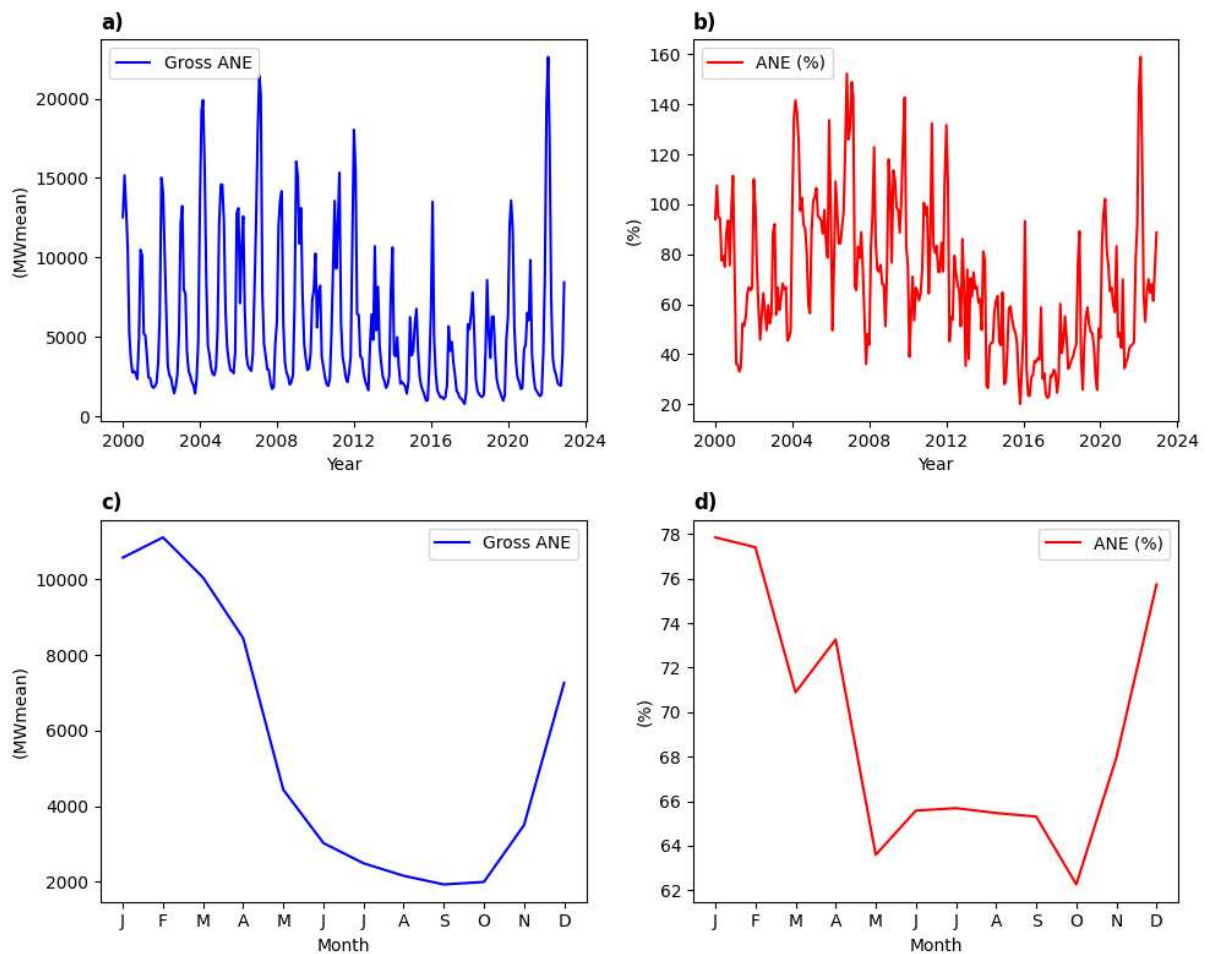 a)
Gross ANE
20000
15000
10000
5000
0
(MWmean)
2000 2004 2008 2012 2016 2020 2024
Year
b)
ANE (%)
160
140
120
100
80
60
40
20
(%)
2000 2004 2008 2012 2016 2020 2024
Year
c)
Gross ANE
10000
8000
6000
4000
2000
(MWmean)
J F M A M J J A S O N D
Month
d)
ANE (%)
78
76
74
72
70
68
66
64
62
(%)
J F M A M J J A S O N D
Month